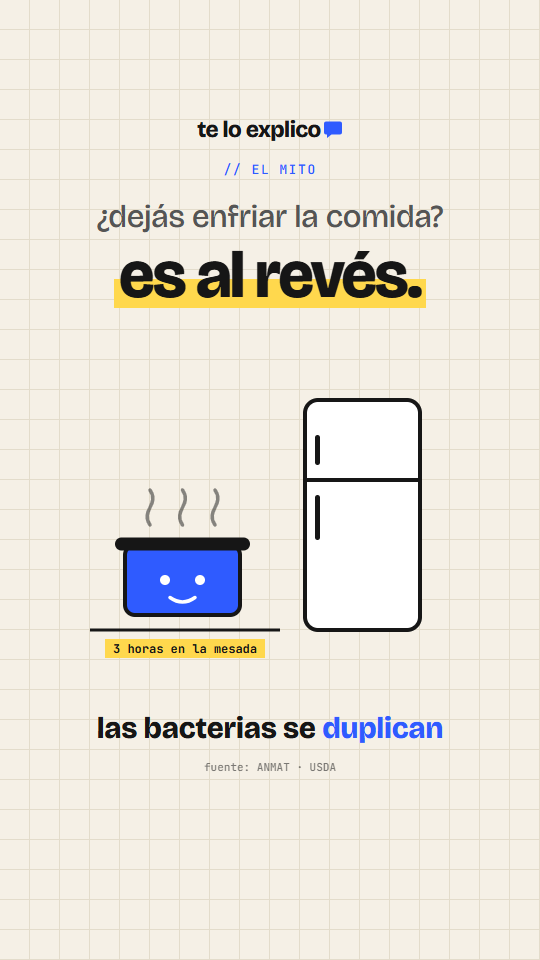 te lo explico
// EL MITO
¿dejás enfriar la comida?
es al revés.
3 horas en la mesada
las bacterias se duplican
fuente: ANMAT · USDA